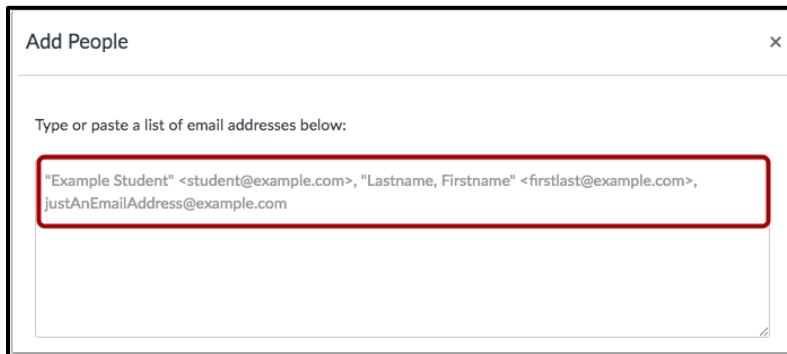 Add People ×
Type or paste a list of email addresses below:
"Example Student" <student@example.com>, "Lastname, Firstname" <firstlast@example.com>,
justAnEmailAddress@example.com